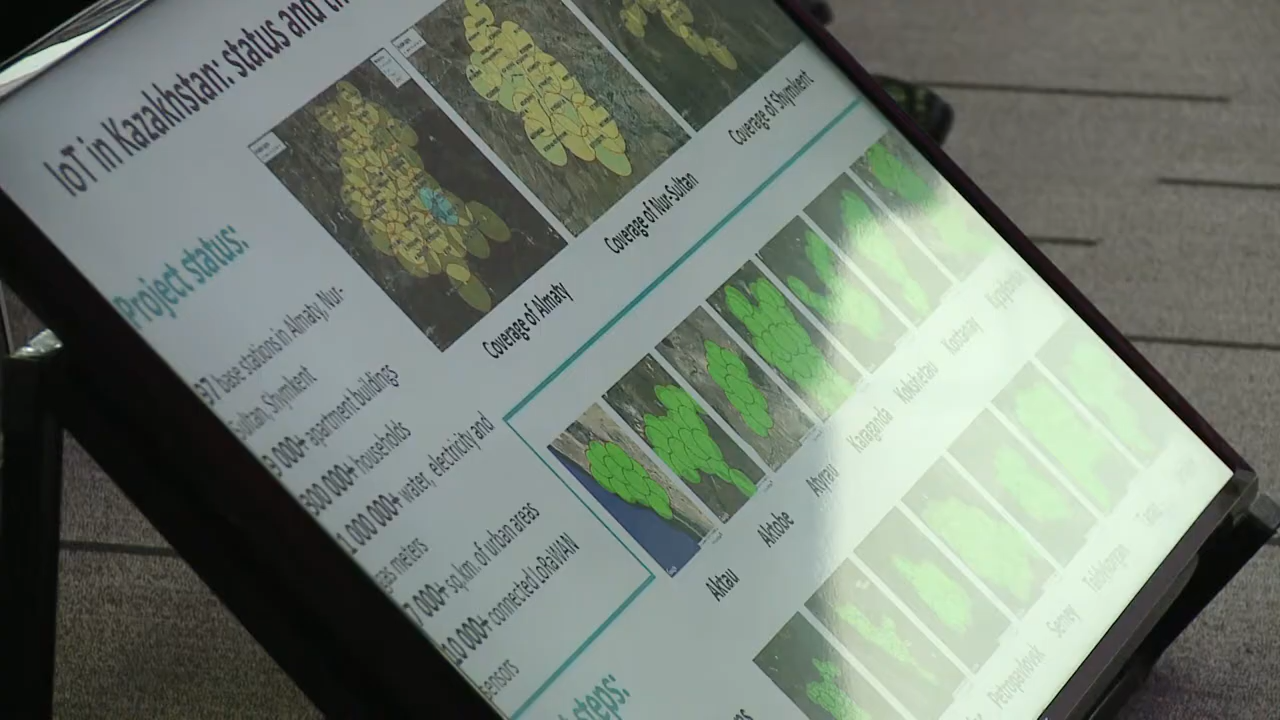 IoT in Kazakhstan: status and
Project status:
97 base stations in Almaty, Nur-
Sultan, Shymkent
000+ apartment buildings
300 000+ households
1 000 000+ water, electricity and
gas meters
7 000+ sq.km. of urban areas
10 000+ connected LoRaWAN
sensors
steps:
Coverage of Almaty
Coverage of Nur-Sultan
Coverage of Shymkent
Aktau
Aktobe
Atyrau
Karaganda
Kokshetau
Kostanay
Kyzylorda
Petropavlovsk
Semey
Taldykorgan
Taraz